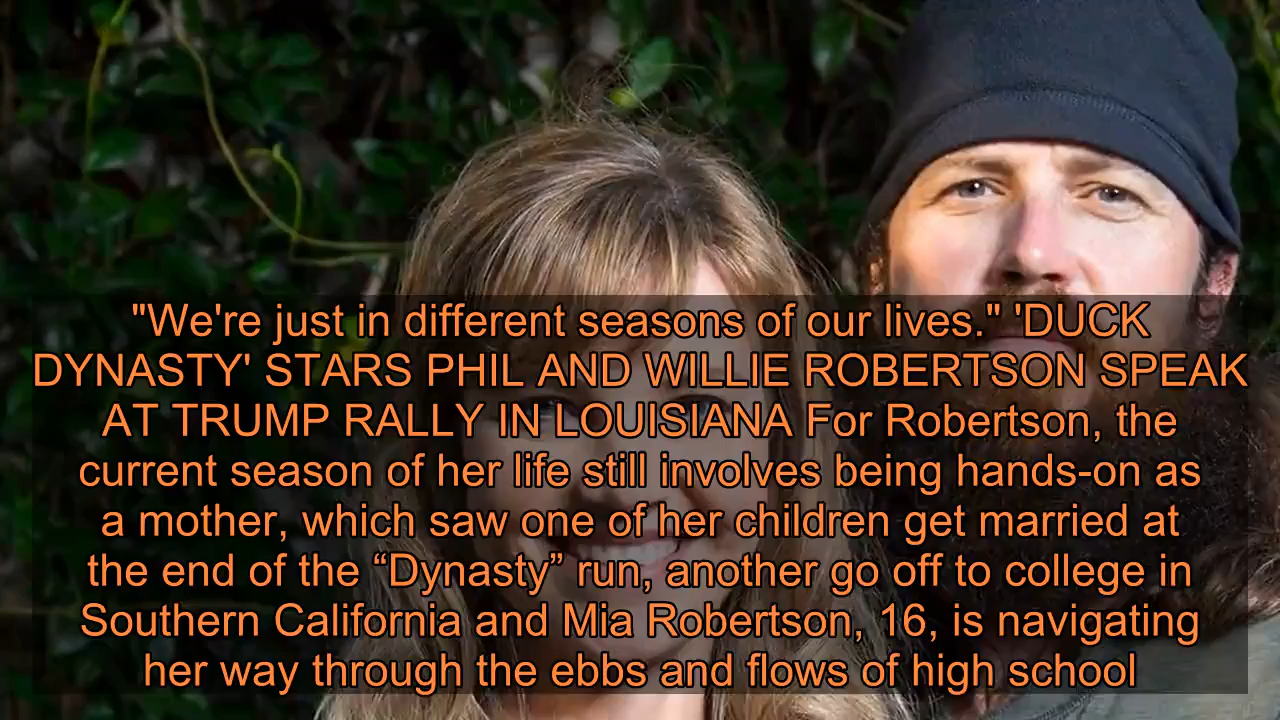 "We're just in different seasons of our lives." 'DUCK
DYNASTY' STARS PHIL AND WILLIE ROBERTSON SPEAK
AT TRUMP RALLY IN LOUISIANA For Robertson, the
current season of her life still involves being hands-on as
a mother, which saw one of her children get married at
the end of the “Dynasty” run, another go off to college in
Southern California and Mia Robertson, 16, is navigating
her way through the ebbs and flows of high school